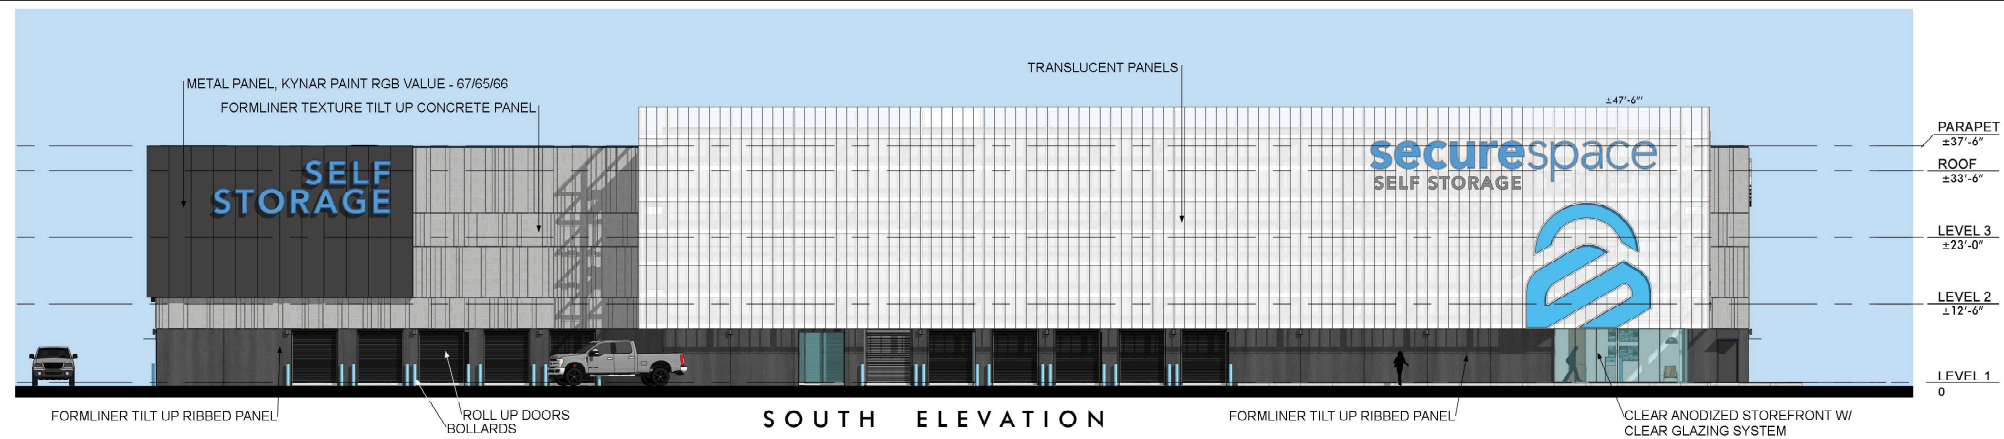 TRANSLUCENT PANELS
METAL PANEL, KYNAR PAINT RGB VALUE - 67/65/66
FORMLINER TEXTURE TILT UP CONCRETE PANEL
±47'-6"
PARAPET
±37'-6"
ROOF
±33'-6"
securespace
SELF STORAGE
SELF
STORAGE
LEVEL 3
±23'-0"
LEVEL 2
±12'-6"
LEVEL 1
0
FORMLINER TILT UP RIBBED PANEL
ROLL UP DOORS
BOLLARDS
SOUTH ELEVATION
FORMLINER TILT UP RIBBED PANEL
CLEAR ANODIZED STOREFRONT W/
CLEAR GLAZING SYSTEM